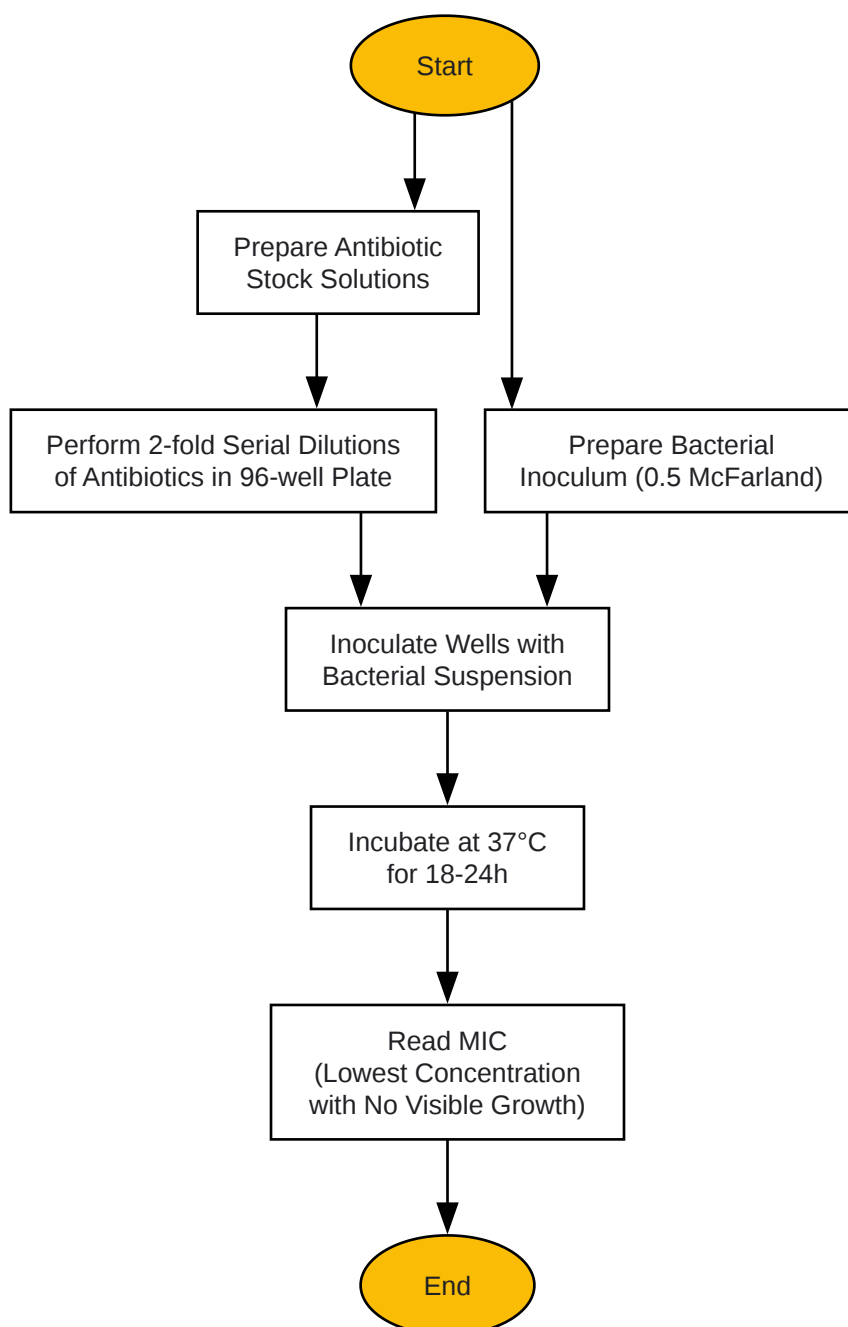 Start
Prepare Antibiotic
Stock Solutions
Perform 2-fold Serial Dilutions
of Antibiotics in 96-well Plate
Prepare Bacterial
Inoculum (0.5 McFarland)
Inoculate Wells with
Bacterial Suspension
Incubate at 37°C
for 18-24h
Read MIC
(Lowest Concentration
with No Visible Growth)
End